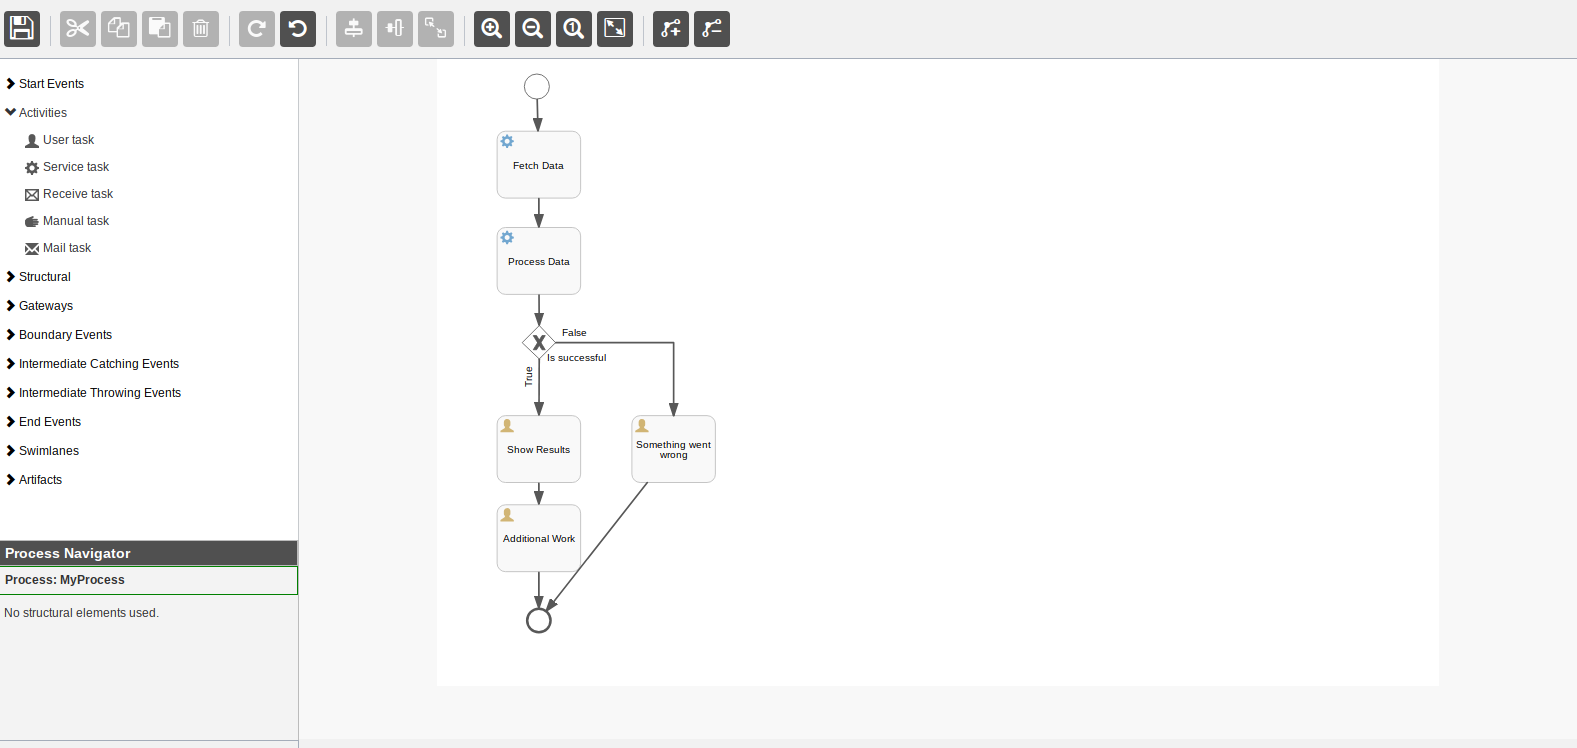 1
Start Events
Activities
User task
Service task
Receive task
Manual task
Mail task
Structural
Gateways
Boundary Events
Intermediate Catching Events
Intermediate Throwing Events
End Events
Swimlanes
Artifacts
Process Navigator
Process: MyProcess
No structural elements used.
Fetch Data
Process Data
False
Is successful
True
Show Results
Something went
wrong
Additional Work